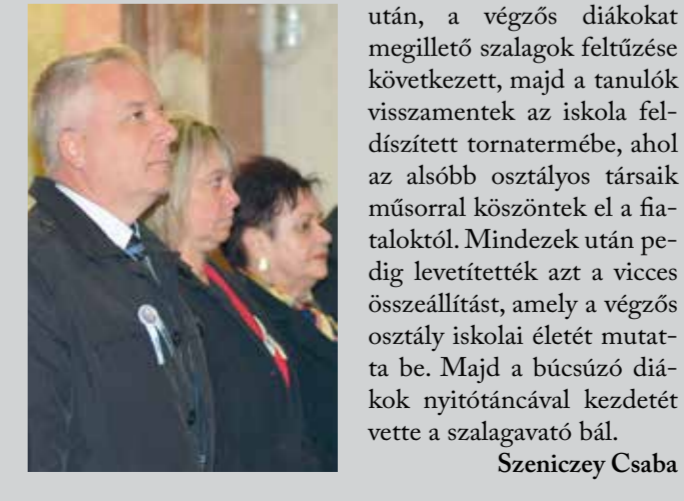 után, a végzős diákokat
megillető szalagok feltűzése
következett, majd a tanulók
visszamentek az iskola fel-
díszített tornatermébe, ahol
az alsóbb osztályos társaik
műsorral köszöntek el a fia-
taloktól. Mindezek után pe-
dig levetítették azt a vicces
összeállítást, amely a végzős
osztály iskolai életét mutat-
ta be. Majd a búcsúzó diá-
kok nyitótáncával kezdetét
vette a szalagavató bál.
Szeniczey Csaba